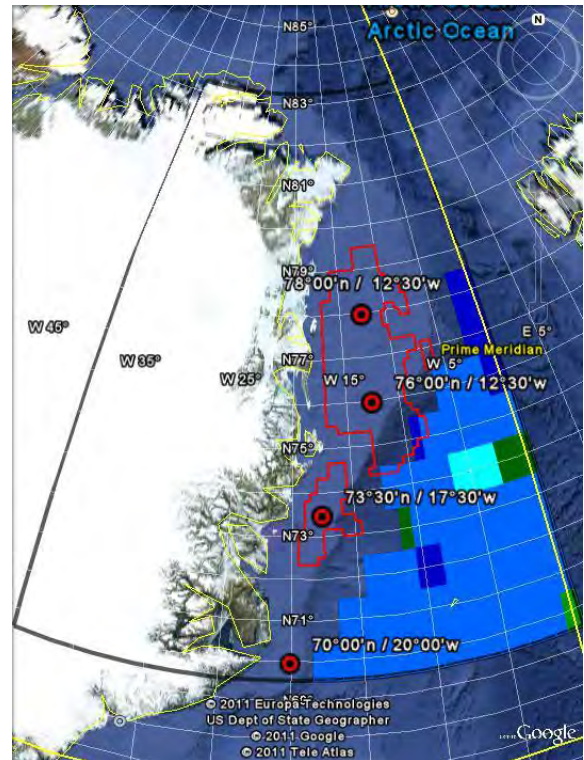 N85°
Arctic Ocean
N
N83°
N81°
N79°
78°00'n / 12°30'w
W 45°
W 35°
W 25°
N77°
W 15°
W 5°
E 5°
Prime Meridian
76°00'n / 12°30'w
N75°
73°30'n / 17°30'w
N73°
N71°
70°00'n / 20°00'w
© 2011 Europa Technologies
US Dept of State Geographer
© 2011 Google
© 2011 Tele Atlas
Google